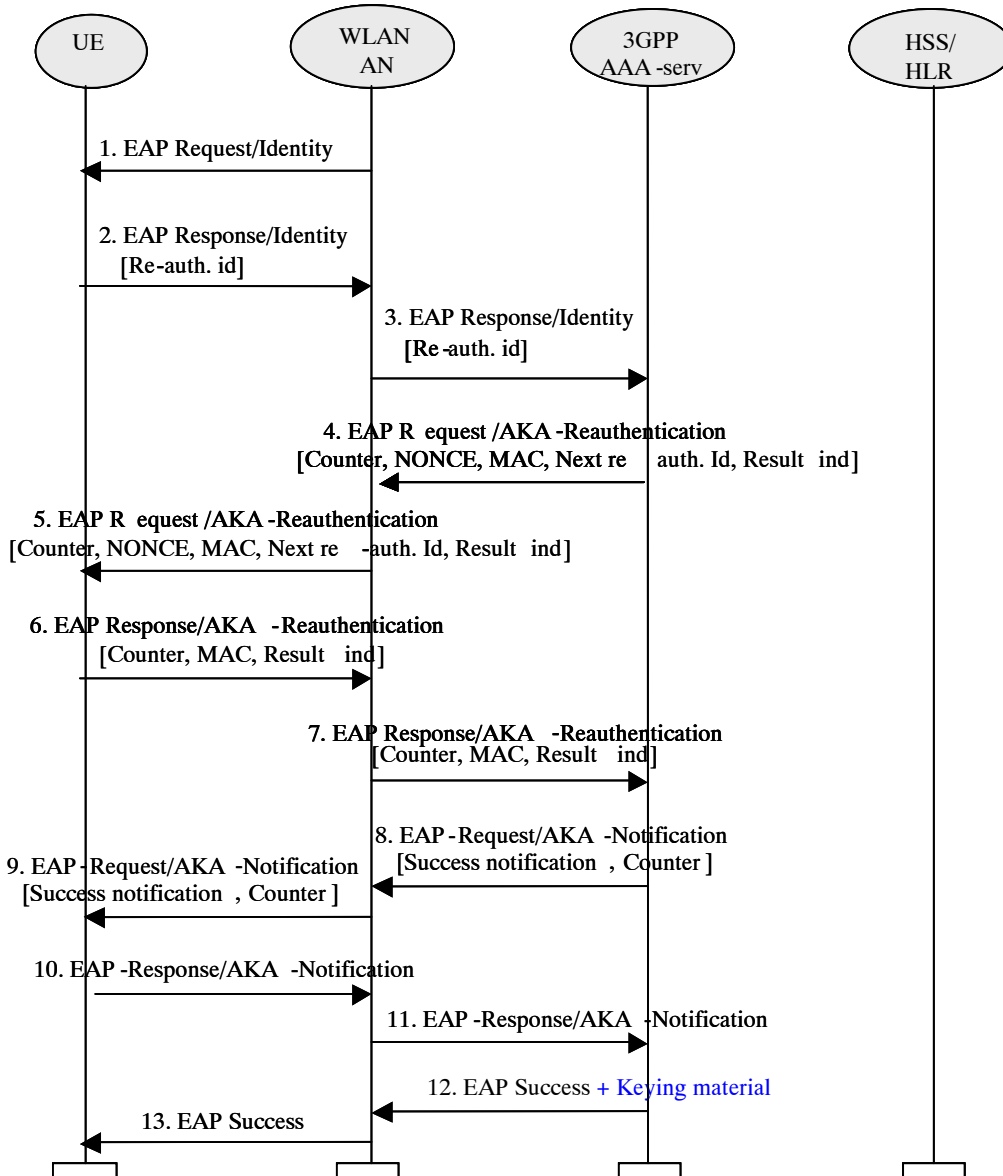 UE
WLAN
AN
3GPP
AAA -serv
HSS/
HLR
1. EAP Request/Identity
2. EAP Response/Identity
[Re-auth. id]
3. EAP Response/Identity
[Re-auth. id]
4. EAP R equest /AKA -Reauthentication
[Counter, NONCE, MAC, Next re auth. Id, Result ind]
5. EAP R equest /AKA -Reauthentication
[Counter, NONCE, MAC, Next re -auth. Id, Result ind]
6. EAP Response/AKA -Reauthentication
[Counter, MAC, Result ind]
7. EAP Response/AKA -Reauthentication
[Counter, MAC, Result ind]
8. EAP -Request/AKA -Notification
[Success notification , Counter ]
9. EAP -Request/AKA -Notification
[Success notification , Counter ]
10. EAP -Response/AKA -Notification
11. EAP -Response/AKA -Notification
12. EAP Success + Keying material
13. EAP Success